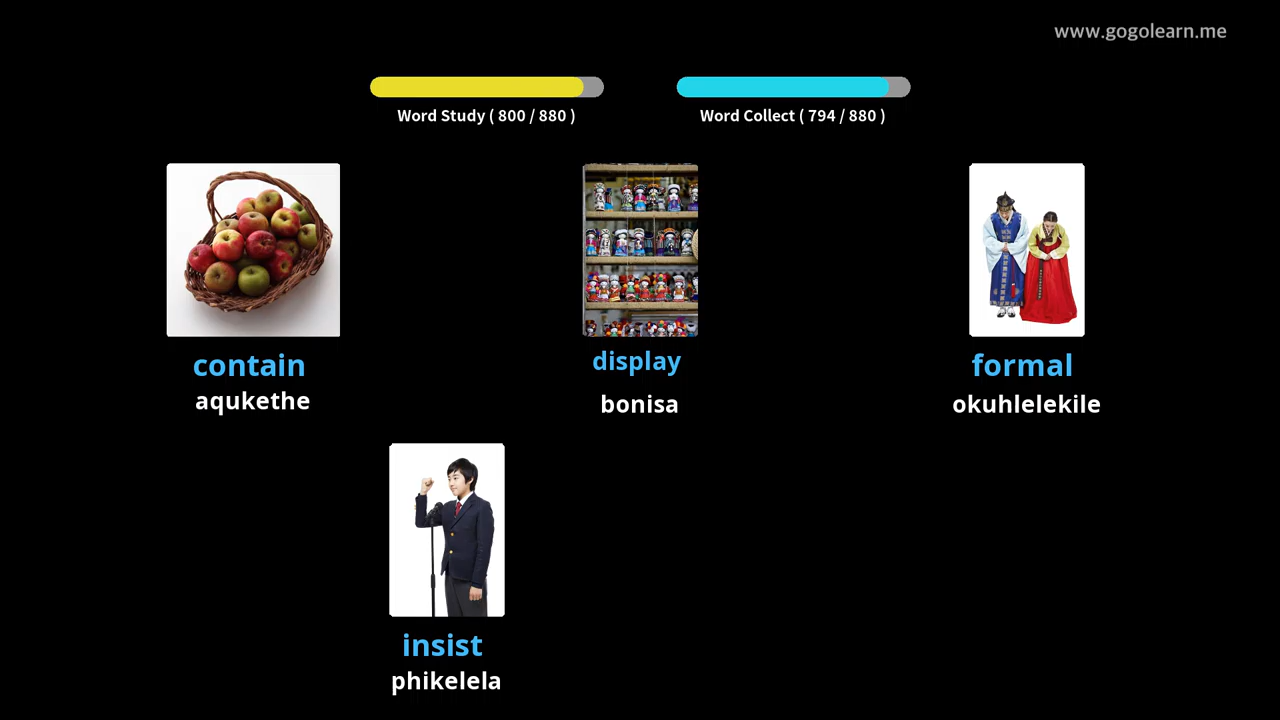 www.gogolearn.me
Word Study ( 800 / 880 )
Word Collect ( 794 / 880 )
contain
aqukethe
display
bonisa
formal
okuhlelekile
insist
phikelela